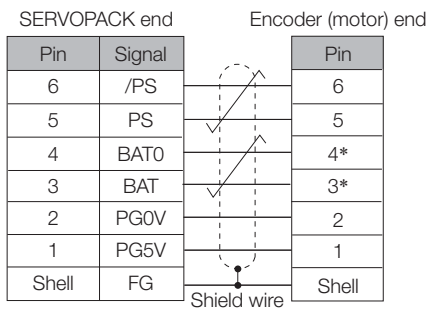 SERVOPACK end Encoder (motor) end
Pin Signal Pin
6 /PS 6
5 PS 5
4 BAT0 4*
3 BAT 3*
2 PG0V 2
1 PG5V 1
Shell FG Shell
Shield wire